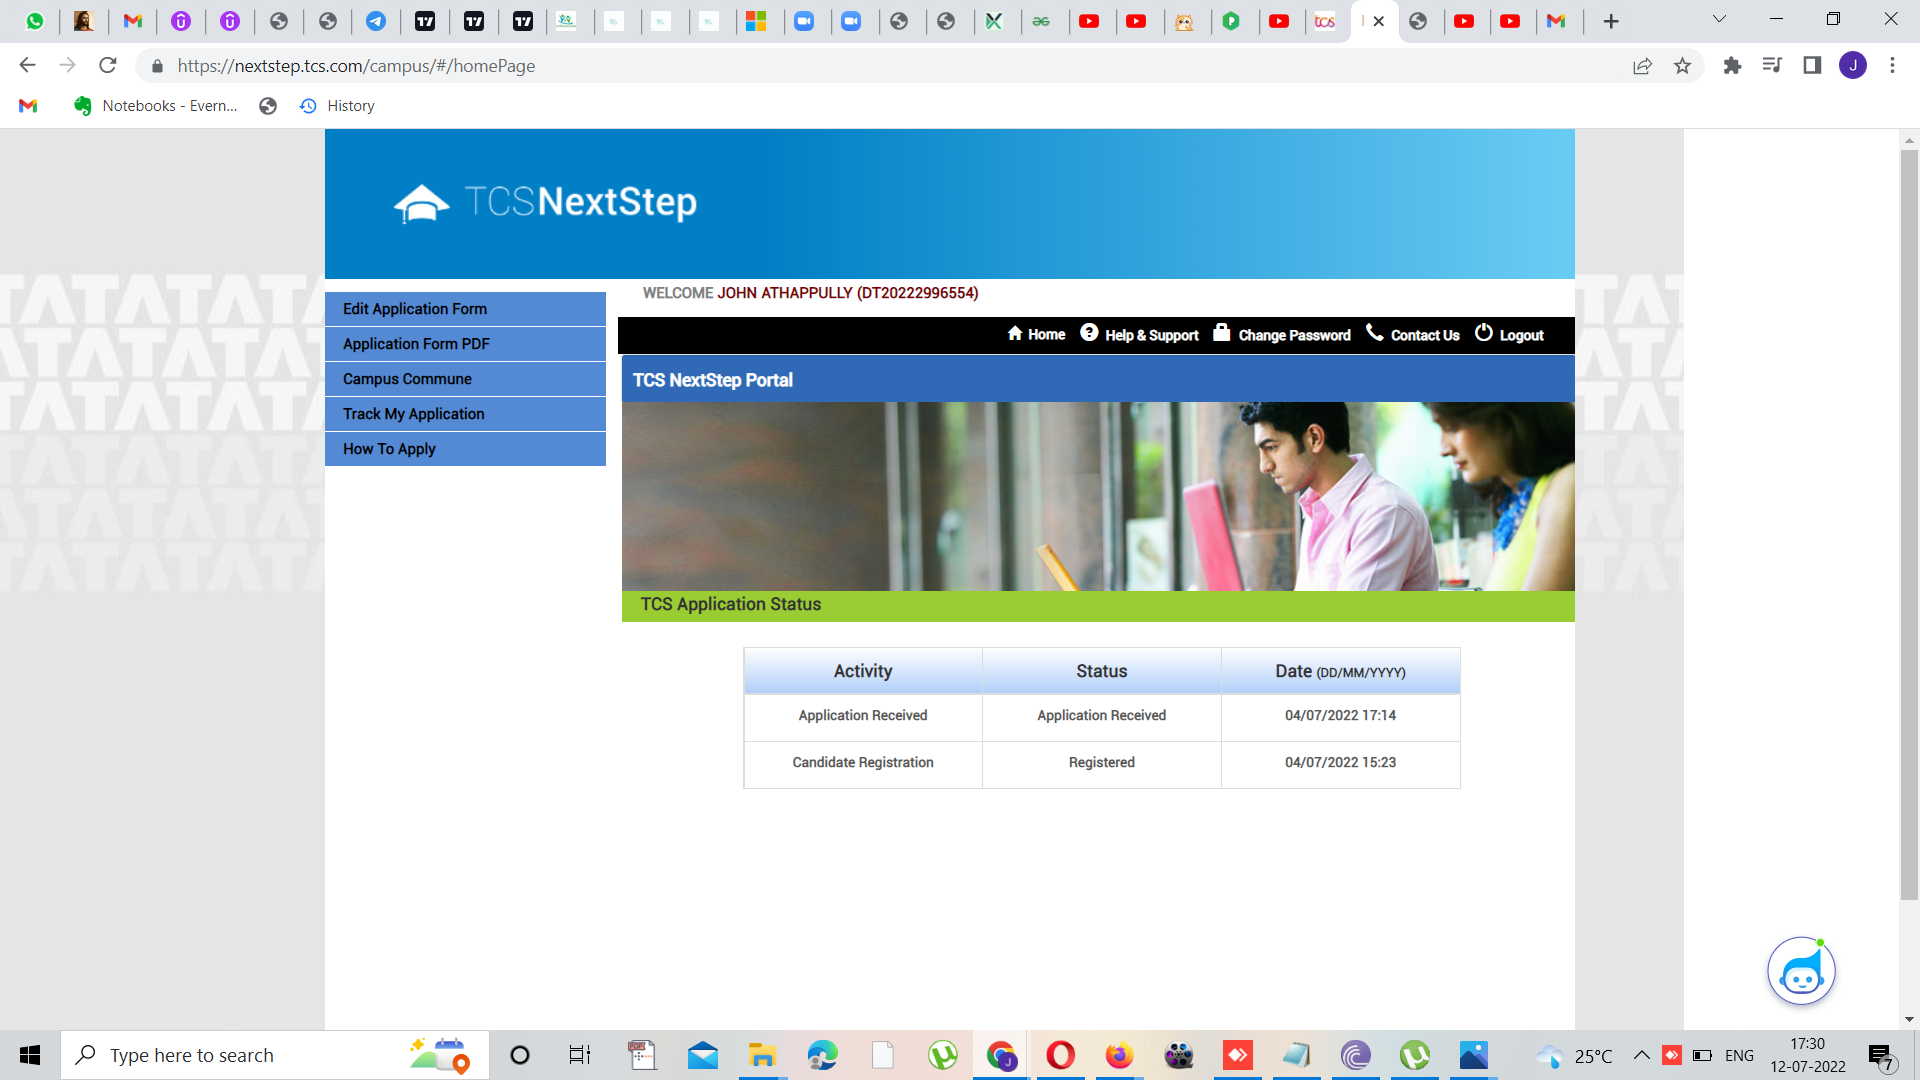 https://nextstep.tcs.com/campus/#/homePage
J
Notebooks - Evern...
History
TCSNextStep
WELCOME JOHN ATHAPPULLY (DT20222996554)
Edit Application Form
Application Form PDF
Campus Commune
Track My Application
How To Apply
Home
Help & Support
Change Password
Contact Us
Logout
TCS NextStep Portal
TCS Application Status
Activity Status Date (DD/MM/YYYY)
Application Received Application Received 04/07/2022 17:14
Candidate Registration Registered 04/07/2022 15:23
Type here to search
25°C
ENG
17:30
12-07-2022
7